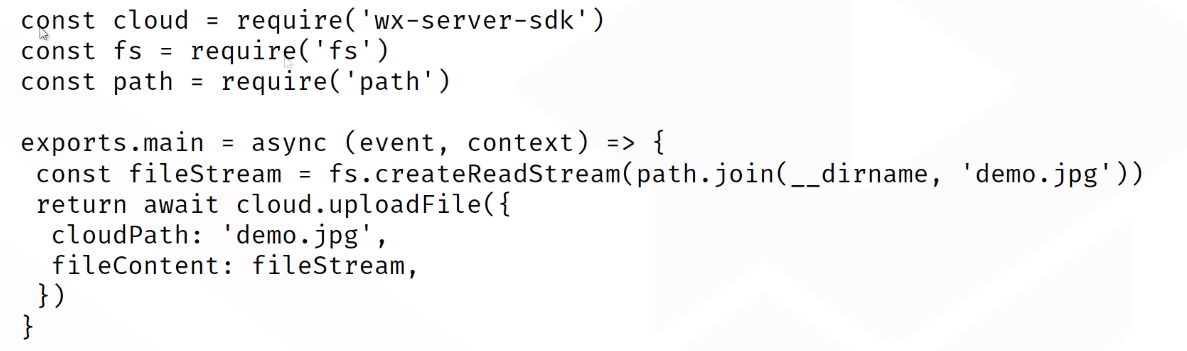 const cloud = require('wx-server-sdk')
const fs = require('fs')
const path = require('path')

exports.main = async (event, context) => {
 const fileStream = fs.createReadStream(path.join(__dirname, 'demo.jpg'))
 return await cloud.uploadFile({
  cloudPath: 'demo.jpg',
  fileContent: fileStream,
 })
}